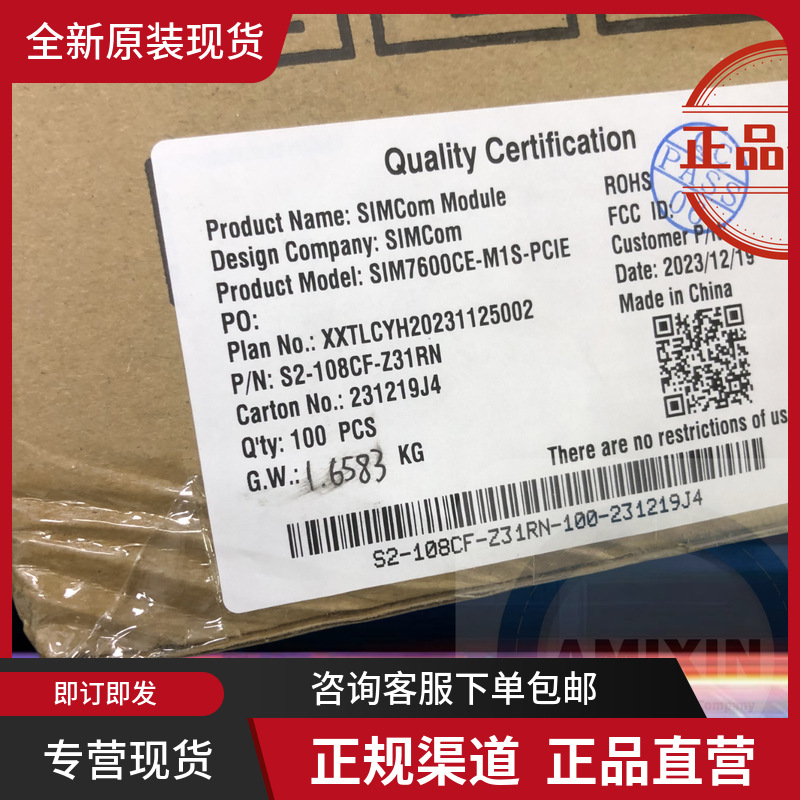 全新原装现货
Quality Certification
正品
PASS
Product Name: SIMCom Module
Design Company: SIMCom
Product Model: SIM7600CE-M1S-PCIE
PO:
Plan No.: XXTLCYH20231125002
P/N: S2-108CF-Z31RN
Carton No.: 231219J4
Q'ty: 100 PCS
G.W.: 1.6583 KG
ROHS
FCC ID:
Customer P/N
Date: 2023/12/19
Made in China
There are no restrictions of us
S2-108CF-Z31RN-100-231219J4
AMIXIN
Company
即订即发
咨询客服下单包邮
专营现货
正规渠道 正品直营